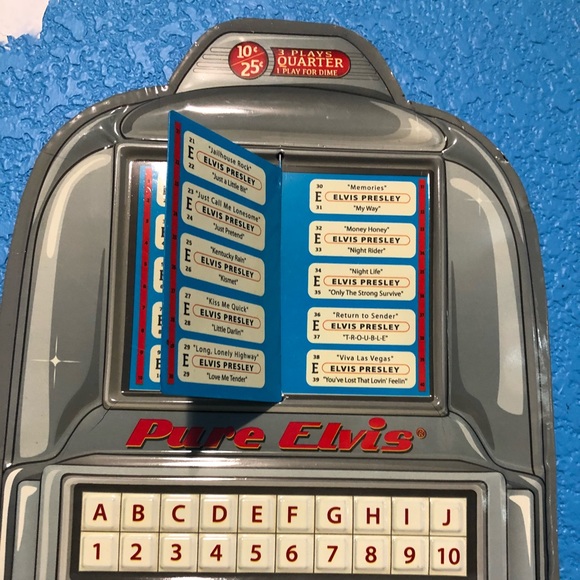 10¢
25¢
3 PLAYS
QUARTER
1 PLAY FOR DIME
21
"Jailhouse Rock"
E ELVIS PRESLEY
22
"Just a Little Bit"
23
"Just Call Me Lonesome"
E ELVIS PRESLEY
24
"Just Pretend"
25
"Kentucky Rain"
E ELVIS PRESLEY
26
"Kismet"
27
"Kiss Me Quick"
E ELVIS PRESLEY
28
"Little Darlin"
29
"Long, Lonely Highway"
E ELVIS PRESLEY
29
"Love Me Tender"
30
"Memories"
E ELVIS PRESLEY
31
"My Way"
32
"Money Honey"
E ELVIS PRESLEY
33
"Night Rider"
34
"Night Life"
E ELVIS PRESLEY
35
"Only The Strong Survive"
36
"Return to Sender"
E ELVIS PRESLEY
37
"T-R-O-U-B-L-E"
38
"Viva Las Vegas"
E ELVIS PRESLEY
39
"You've Lost That Lovin' Feelin"
Pure Elvis®
A B C D E F G H I J
1 2 3 4 5 6 7 8 9 10